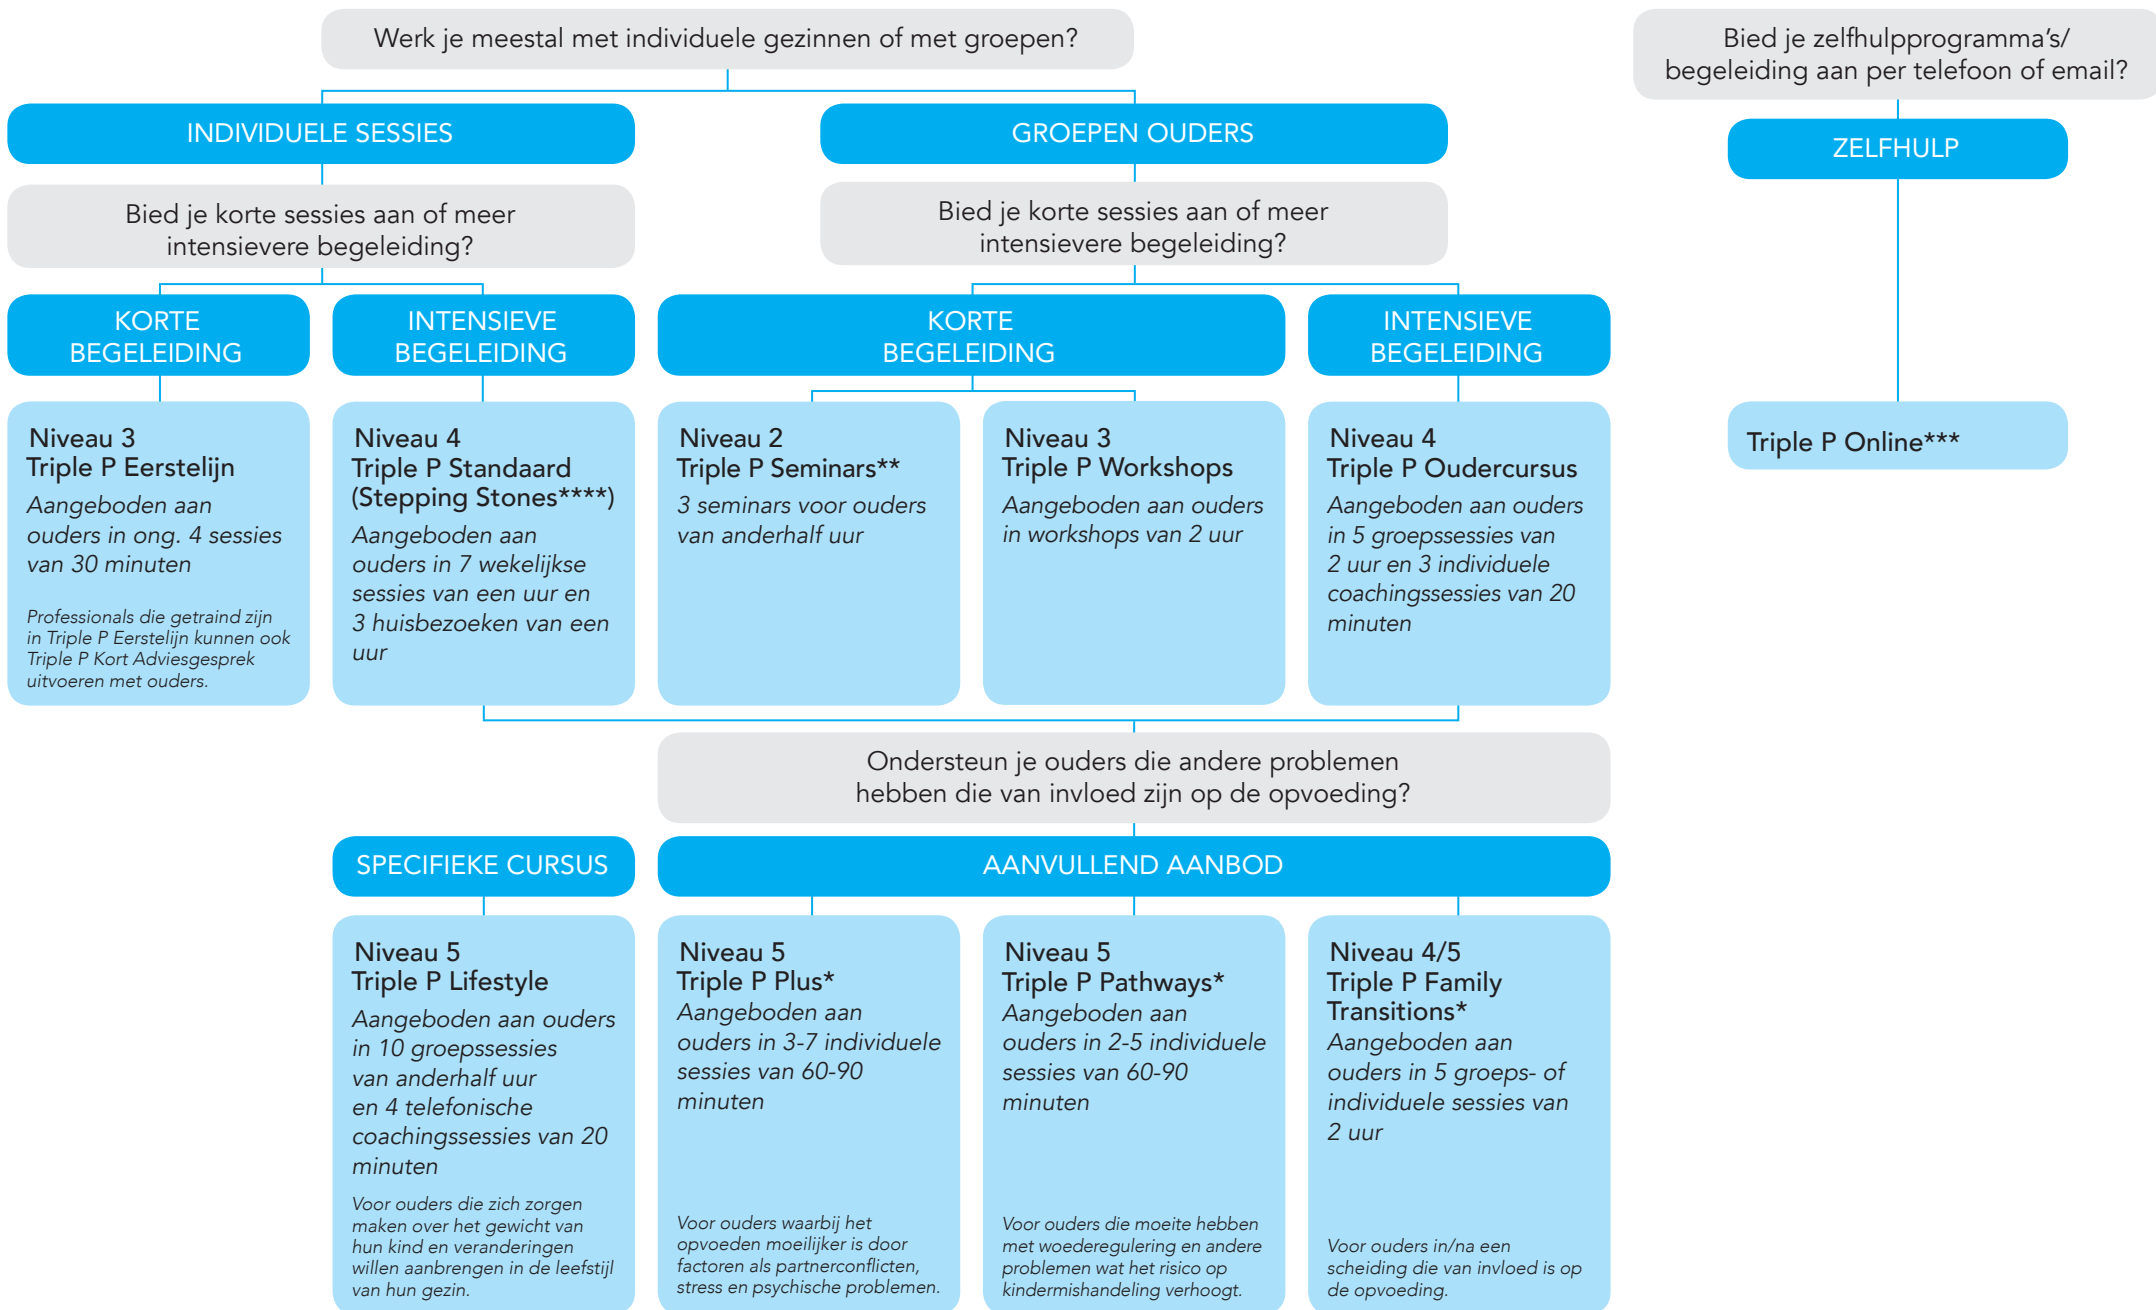 Werk je meestal met individuele gezinnen of met groepen?
Bied je zelfhulpprogramma's/
begeleiding aan per telefoon of email?
INDIVIDUELE SESSIES
GROEPEN OUDERS
ZELFHULP
Bied je korte sessies aan of meer
intensievere begeleiding?
Bied je korte sessies aan of meer
intensievere begeleiding?
KORTE
BEGELEIDING
INTENSIEVE
BEGELEIDING
KORTE
BEGELEIDING
INTENSIEVE
BEGELEIDING
Niveau 3
Triple P Eerstelijn
Aangeboden aan
ouders in ong. 4 sessies
van 30 minuten
Professionals die getraind zijn
in Triple P Eerstelijn kunnen ook
Triple P Kort Adviesgesprek
uitvoeren met ouders.
Niveau 4
Triple P Standaard
(Stepping Stones****)
Aangeboden aan
ouders in 7 wekelijkse
sessies van een uur en
3 huisbezoeken van een
uur
Niveau 2
Triple P Seminars**
3 seminars voor ouders
van anderhalf uur
Niveau 3
Triple P Workshops
Aangeboden aan ouders
in workshops van 2 uur
Niveau 4
Triple P Oudercursus
Aangeboden aan ouders
in 5 groepssessies van
2 uur en 3 individuele
coachingssessies van 20
minuten
Triple P Online***
Ondersteun je ouders die andere problemen
hebben die van invloed zijn op de opvoeding?
SPECIFIEKE CURSUS
AANVULLEND AANBOD
Niveau 5
Triple P Lifestyle
Aangeboden aan ouders
in 10 groepssessies
van anderhalf uur
en 4 telefonische
coachingssessies van 20
minuten
Voor ouders die zich zorgen
maken over het gewicht van
hun kind en veranderingen
willen aanbrengen in de leefstijl
van hun gezin.
Niveau 5
Triple P Plus*
Aangeboden aan
ouders in 3-7 individuele
sessies van 60-90
minuten
Voor ouders waarbij het
opvoeden moeilijker is door
factoren als partnerconflicten,
stress en psychische problemen.
Niveau 5
Triple P Pathways*
Aangeboden aan
ouders in 2-5 individuele
sessies van 60-90
minuten
Voor ouders die moeite hebben
met woederegulering en andere
problemen wat het risico op
kindermishandeling verhoogt.
Niveau 4/5
Triple P Family
Transitions*
Aangeboden aan
ouders in 5 groeps- of
individuele sessies van
2 uur
Voor ouders in/na een
scheiding die van invloed is op
de opvoeding.